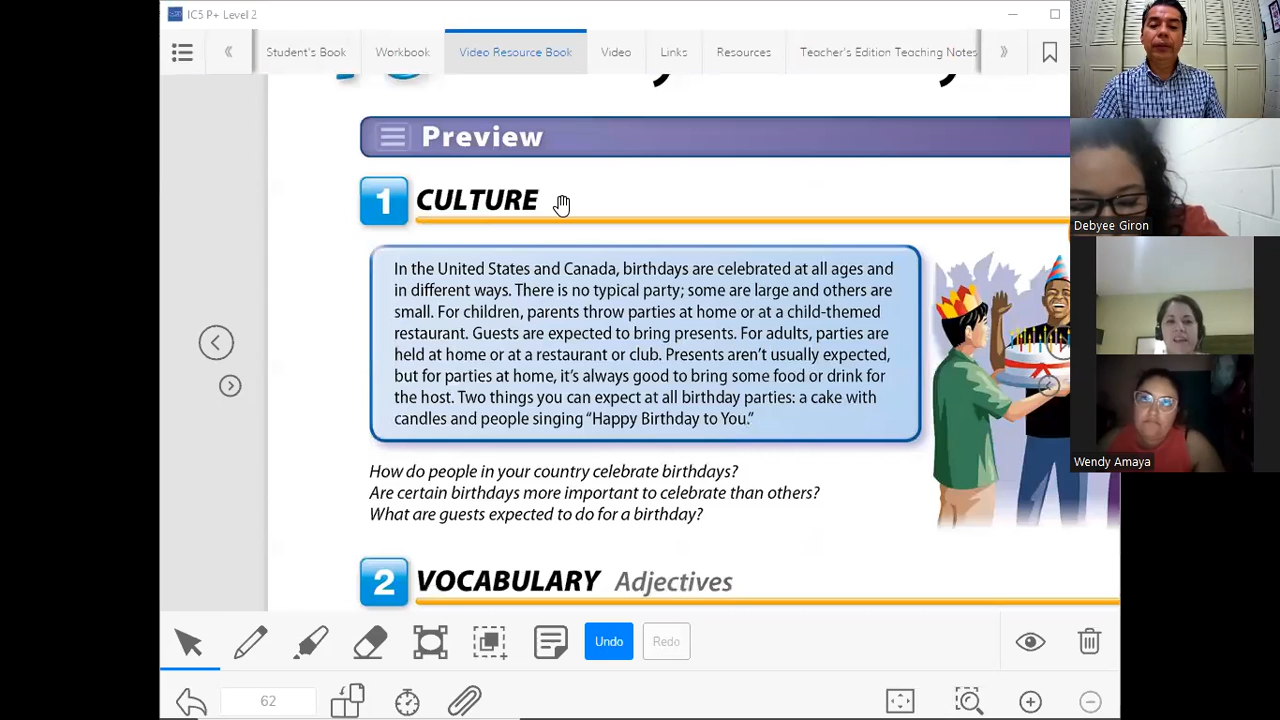 IC5 P+ Level 2
Student's Book
Workbook
Video Resource Book
Video
Links
Resources
Teacher's Edition Teaching Notes
Preview
1 CULTURE
In the United States and Canada, birthdays are celebrated at all ages and
in different ways. There is no typical party; some are large and others are
small. For children, parents throw parties at home or at a child-themed
restaurant. Guests are expected to bring presents. For adults, parties are
held at home or at a restaurant or club. Presents aren't usually expected,
but for parties at home, it's always good to bring some food or drink for
the host. Two things you can expect at all birthday parties: a cake with
candles and people singing “Happy Birthday to You.”
How do people in your country celebrate birthdays?
Are certain birthdays more important to celebrate than others?
What are guests expected to do for a birthday?
2 VOCABULARY Adjectives
Undo
Redo
62
Debyee Giron
Wendy Amaya